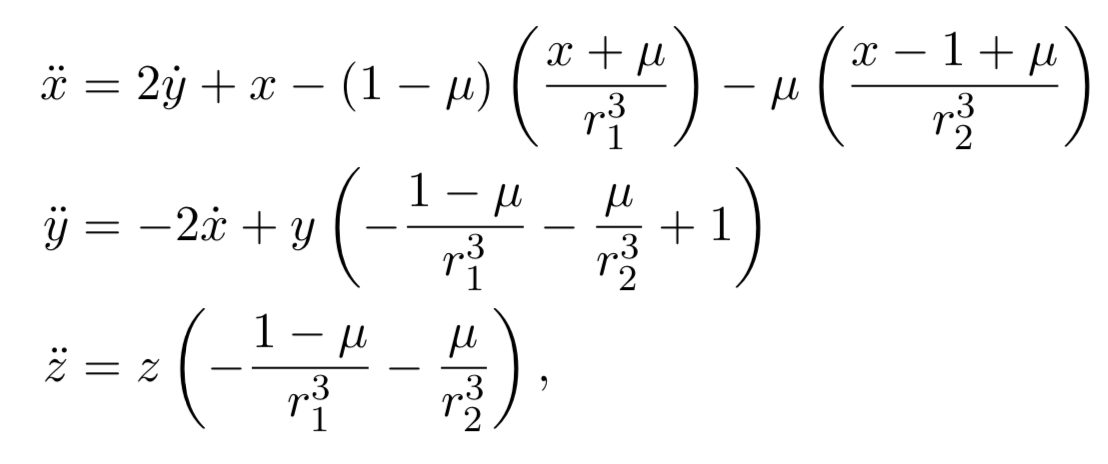 ẍ = 2ẏ + x − (1 − μ) ( (x + μ) / r₁³ ) − μ ( (x − 1 + μ) / r₂³ )
ÿ = −2ẋ + y ( − (1 − μ) / r₁³ − μ / r₂³ + 1 )
z̈ = z ( − (1 − μ) / r₁³ − μ / r₂³ ) ,